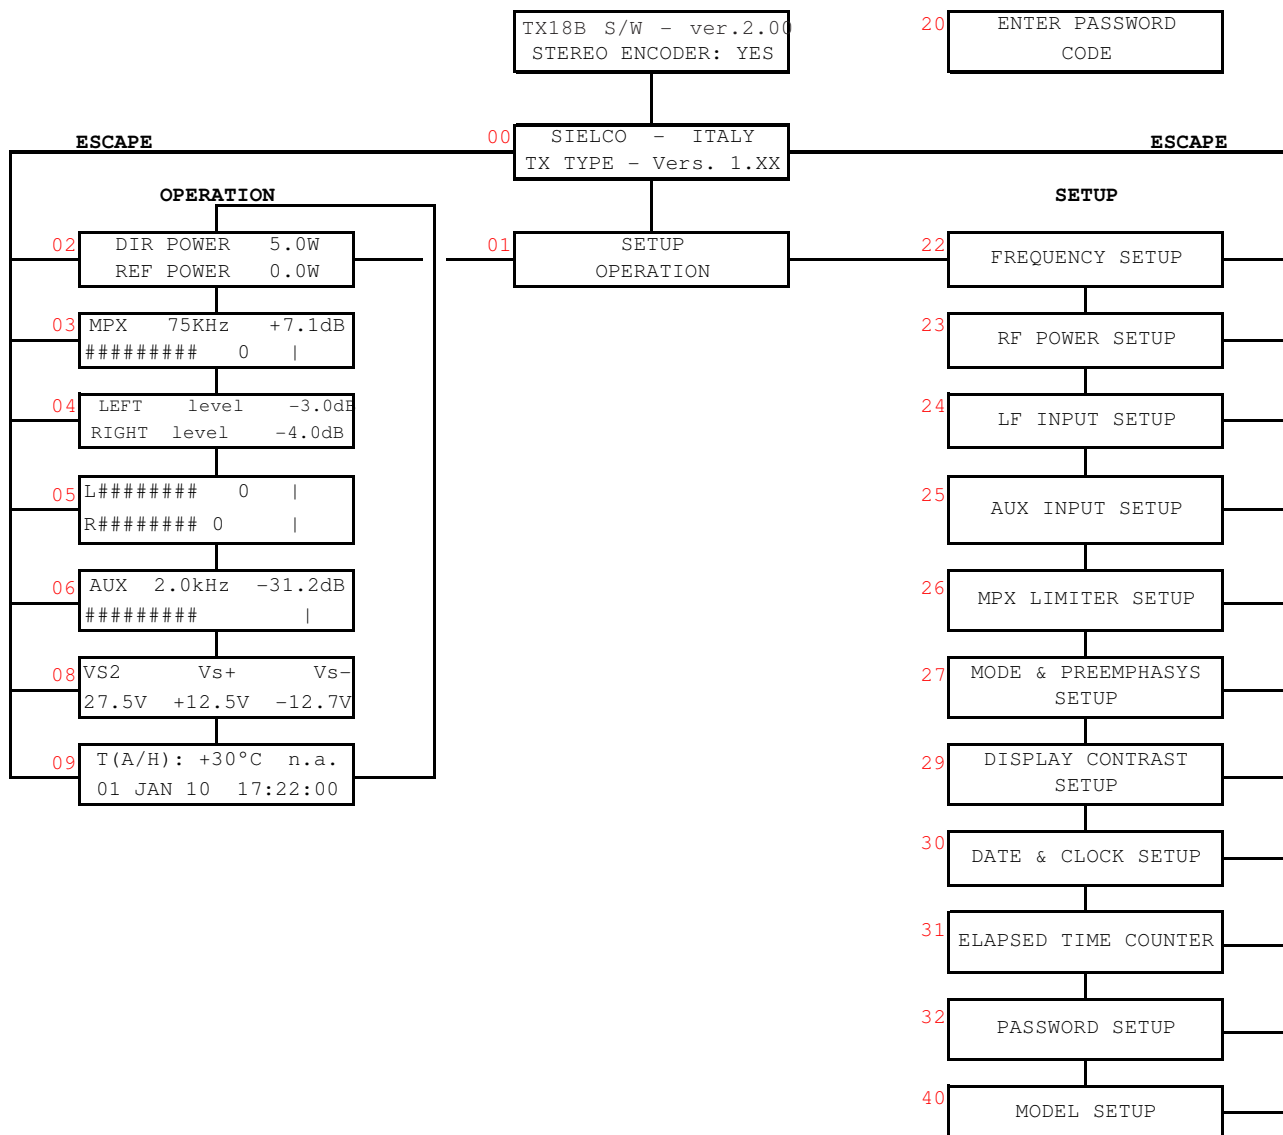 TX18B S/W - ver.2.00
STEREO ENCODER: YES
20
ENTER PASSWORD
CODE
ESCAPE
00
SIELCO - ITALY
TX TYPE - Vers. 1.XX
ESCAPE
OPERATION
SETUP
02
DIR POWER 5.0W
REF POWER 0.0W
01
SETUP
OPERATION
22
FREQUENCY SETUP
03
MPX 75KHz +7.1dB
######### 0 |
23
RF POWER SETUP
04
LEFT level -3.0dB
RIGHT level -4.0dB
24
LF INPUT SETUP
05
L######## 0 |
R######## 0 |
25
AUX INPUT SETUP
06
AUX 2.0kHz -31.2dB
######### |
26
MPX LIMITER SETUP
08
VS2 Vs+ Vs-
27.5V +12.5V -12.7V
27
MODE & PREEMPHASYS
SETUP
09
T(A/H): +30°C n.a.
01 JAN 10 17:22:00
29
DISPLAY CONTRAST
SETUP
30
DATE & CLOCK SETUP
31
ELAPSED TIME COUNTER
32
PASSWORD SETUP
40
MODEL SETUP